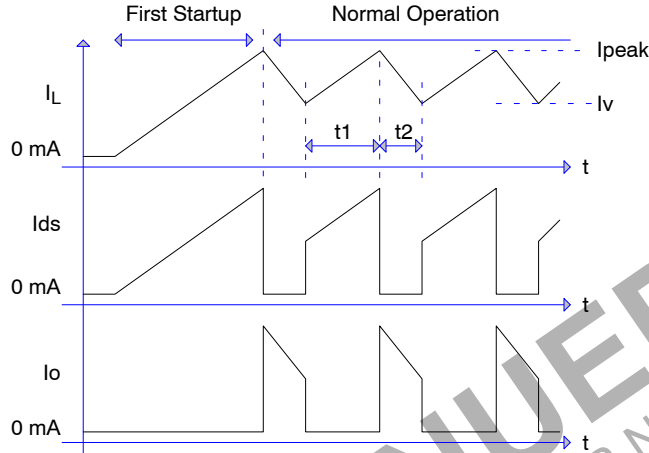 First Startup Normal Operation
Ipeak
IL
Iv
t1 t2
0 mA
t
Ids
0 mA
t
Io
0 mA
t